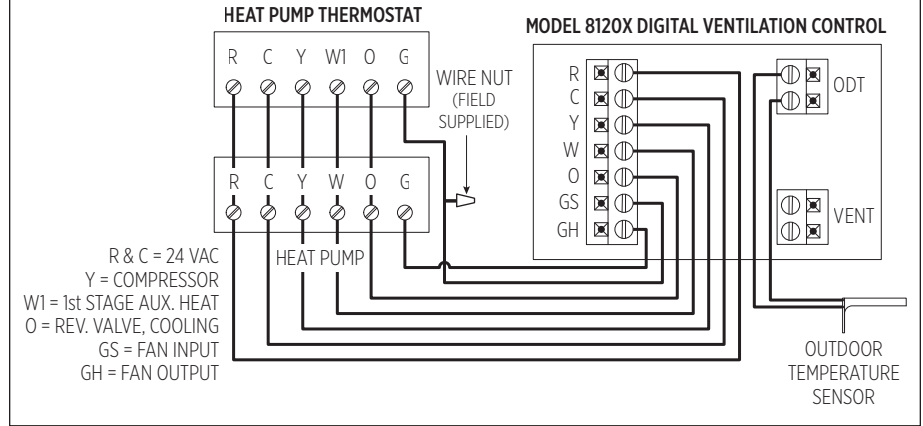 HEAT PUMP THERMOSTAT
MODEL 8120X DIGITAL VENTILATION CONTROL
R C Y W1 O G
WIRE NUT
(FIELD
SUPPLIED)
R
C
Y
W
O
GS
GH
ODT
VENT
R C Y W O G
HEAT PUMP
R & C = 24 VAC
Y = COMPRESSOR
W1 = 1st STAGE AUX. HEAT
O = REV. VALVE, COOLING
GS = FAN INPUT
GH = FAN OUTPUT
OUTDOOR
TEMPERATURE
SENSOR